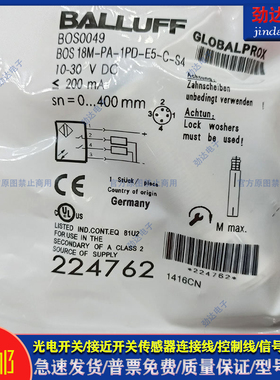 劲达
BALLUFF
GLOBALPROX
BOS0049
BOS 18M-PA-1PD-E5-C-S4
10-30 V DC
≤ 200 mA
sn = 0...400 mm
Achtung:
Zahnscheiben
unbedingt verwenden !
Achtung:
Lock washers
must be used !
CE
1 Stück / piece
Country of origin
Germany
M max.
LISTED IND.CONT.EQ 81U2
FOR USE IN THE
SECONDARY OF A CLASS 2
SOURCE OF SUPPLY
224762
*224762*
1416CN
光电开关/接近开关传感器连接线/控制线/信号
急速发货/发票免费/质量保证/型号